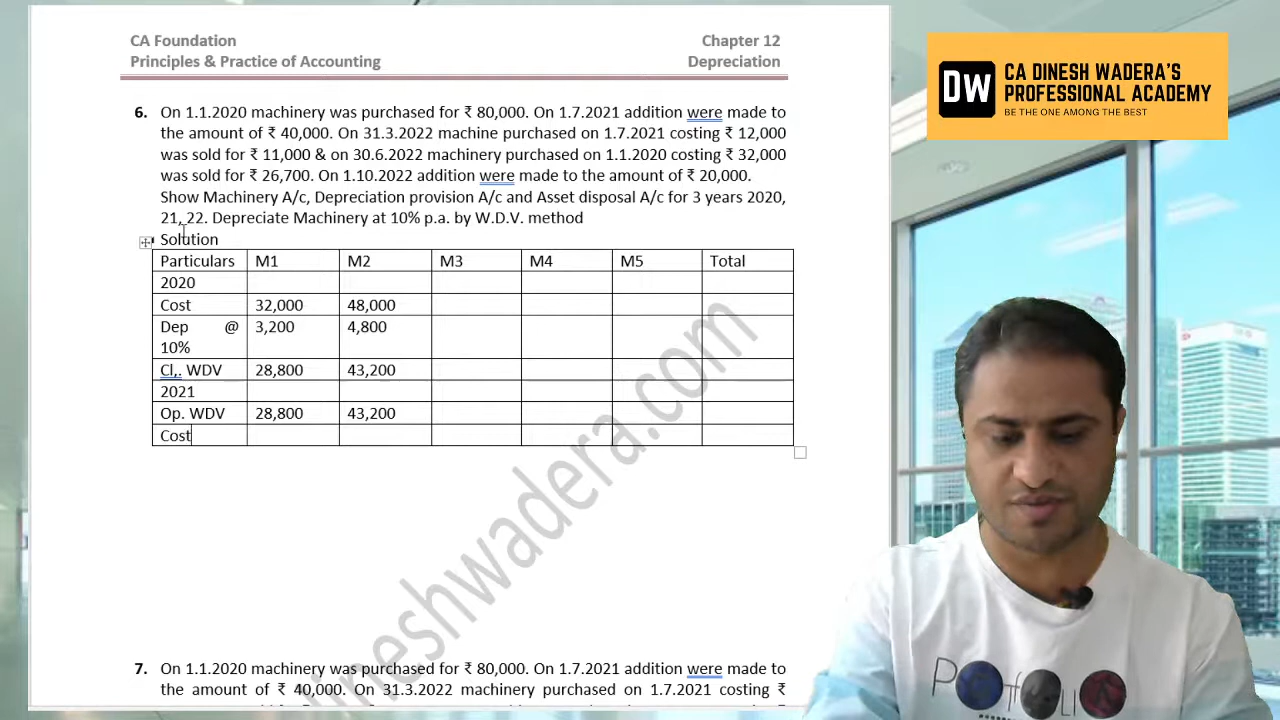 CA Foundation Chapter 12
Principles & Practice of Accounting Depreciation
DW CA DINESH WADERA'S
PROFESSIONAL ACADEMY
BE THE ONE AMONG THE BEST
6. On 1.1.2020 machinery was purchased for ₹ 80,000. On 1.7.2021 addition were made to
the amount of ₹ 40,000. On 31.3.2022 machine purchased on 1.7.2021 costing ₹ 12,000
was sold for ₹ 11,000 & on 30.6.2022 machinery purchased on 1.1.2020 costing ₹ 32,000
was sold for ₹ 26,700. On 1.10.2022 addition were made to the amount of ₹ 20,000.
Show Machinery A/c, Depreciation provision A/c and Asset disposal A/c for 3 years 2020,
21, 22. Depreciate Machinery at 10% p.a. by W.D.V. method
Solution
Particulars M1 M2 M3 M4 M5 Total
2020
Cost 32,000 48,000
Dep @ 3,200 4,800
10%
Cl,. WDV 28,800 43,200
2021
Op. WDV 28,800 43,200
Cost
7. On 1.1.2020 machinery was purchased for ₹ 80,000. On 1.7.2021 addition were made to
the amount of ₹ 40,000. On 31.3.2022 machinery purchased on 1.7.2021 costing ₹